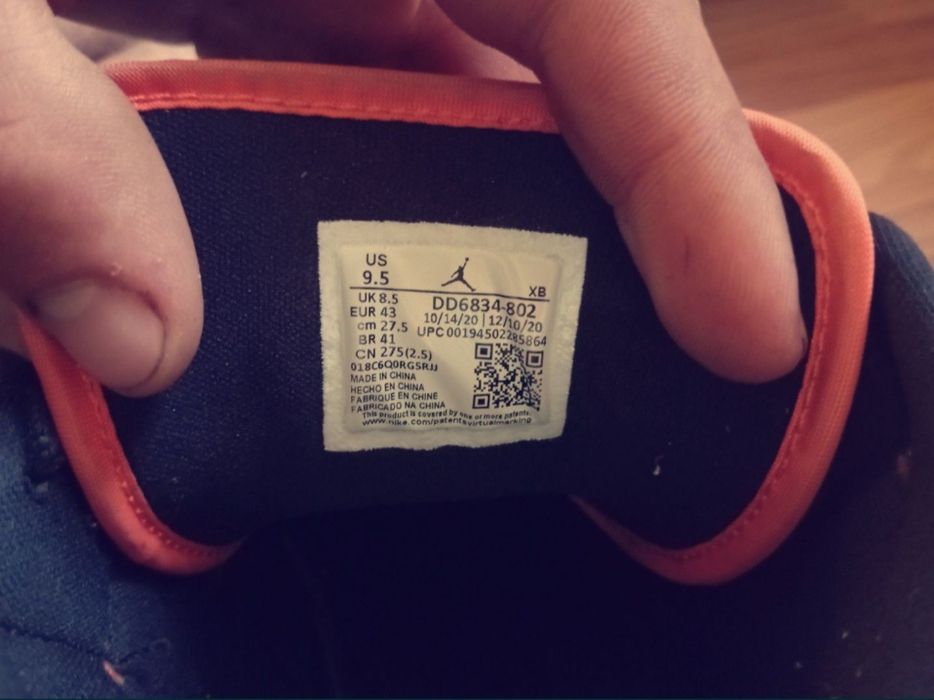 US
9.5
XB
UK 8.5
EUR 43
cm 27.5
BR 41
CN 275(2.5)
DD6834-802
10/14/20 | 12/10/20
UPC 00194502285864
018C6Q0RGSRJJ
MADE IN CHINA
HECHO EN CHINA
FABRIQUE EN CHINE
FABRICADO NA CHINA
This product is covered by one or more patents.
www.nike.com/patentsvirtualmarking